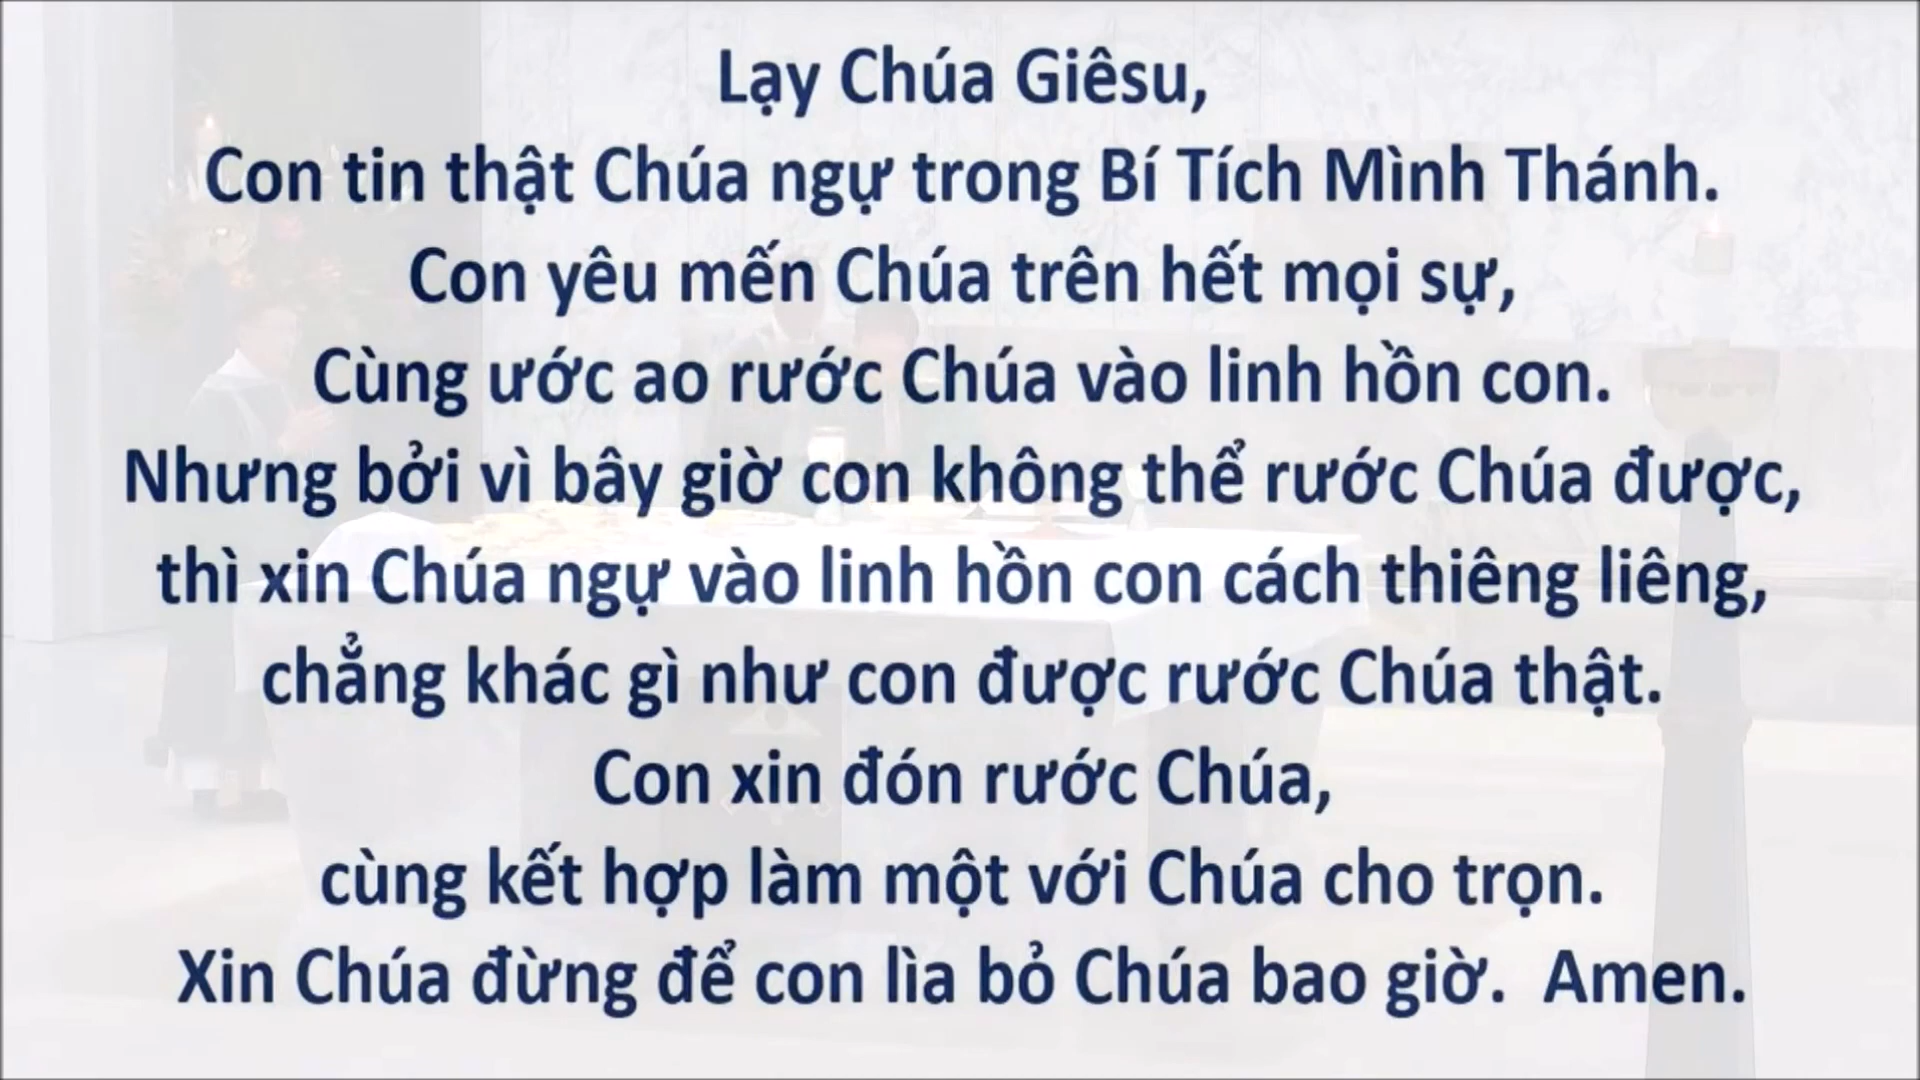 Lạy Chúa Giêsu,
Con tin thật Chúa ngự trong Bí Tích Mình Thánh.
Con yêu mến Chúa trên hết mọi sự,
Cùng ước ao rước Chúa vào linh hồn con.
Nhưng bởi vì bây giờ con không thể rước Chúa được,
thì xin Chúa ngự vào linh hồn con cách thiêng liêng,
chẳng khác gì như con được rước Chúa thật.
Con xin đón rước Chúa,
cùng kết hợp làm một với Chúa cho trọn.
Xin Chúa đừng để con lìa bỏ Chúa bao giờ.  Amen.